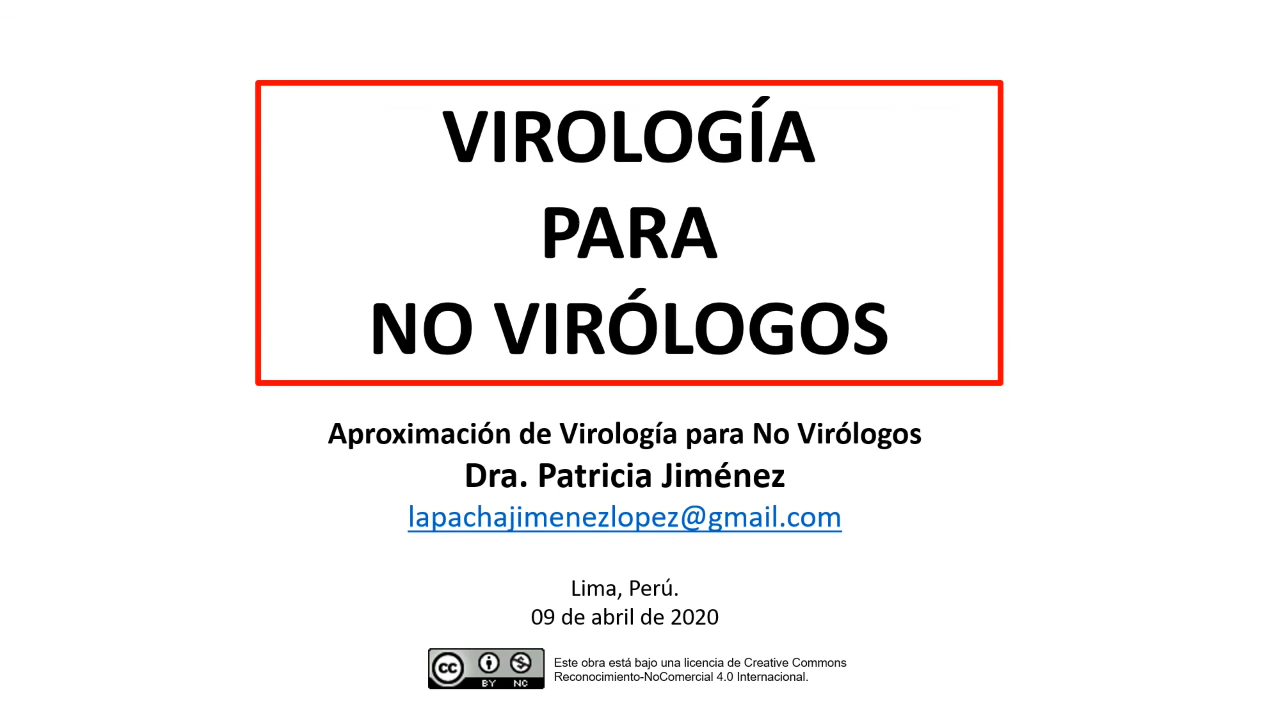 VIROLOGÍA
PARA
NO VIRÓLOGOS
Aproximación de Virología para No Virólogos
Dra. Patricia Jiménez
lapachajimenezlopez@gmail.com
Lima, Perú.
09 de abril de 2020
cc
BY NC
Este obra está bajo una licencia de Creative Commons
Reconocimiento-NoComercial 4.0 Internacional.